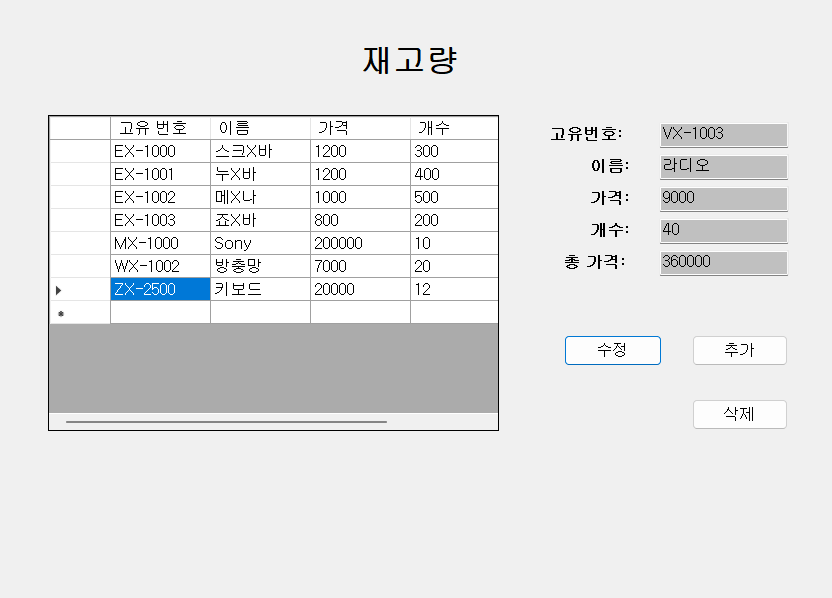 재고량
고유 번호 이름 가격 개수
EX-1000 스크X바 1200 300
EX-1001 누X바 1200 400
EX-1002 메X나 1000 500
EX-1003 죠X바 800 200
MX-1000 Sony 200000 10
WX-1002 방충망 7000 20
ZX-2500 키보드 20000 12
고유번호: VX-1003
이름: 라디오
가격: 9000
개수: 40
총 가격: 360000
수정 추가
삭제